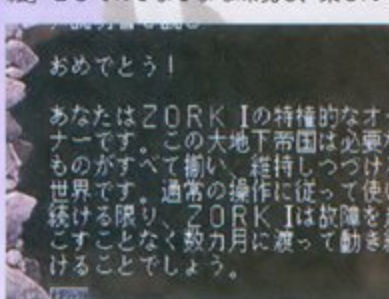 おめでとう！
あなたはＺＯＲＫ Ｉの特権的なオ
ナーです。この大地下帝国は必要
ものがすべて揃い、維持しつづけ
世界です。通常の操作に従って使
続ける限り、ＺＯＲＫ Ｉは故障を
こすことなく数カ月に渡って動き
けることでしょう。